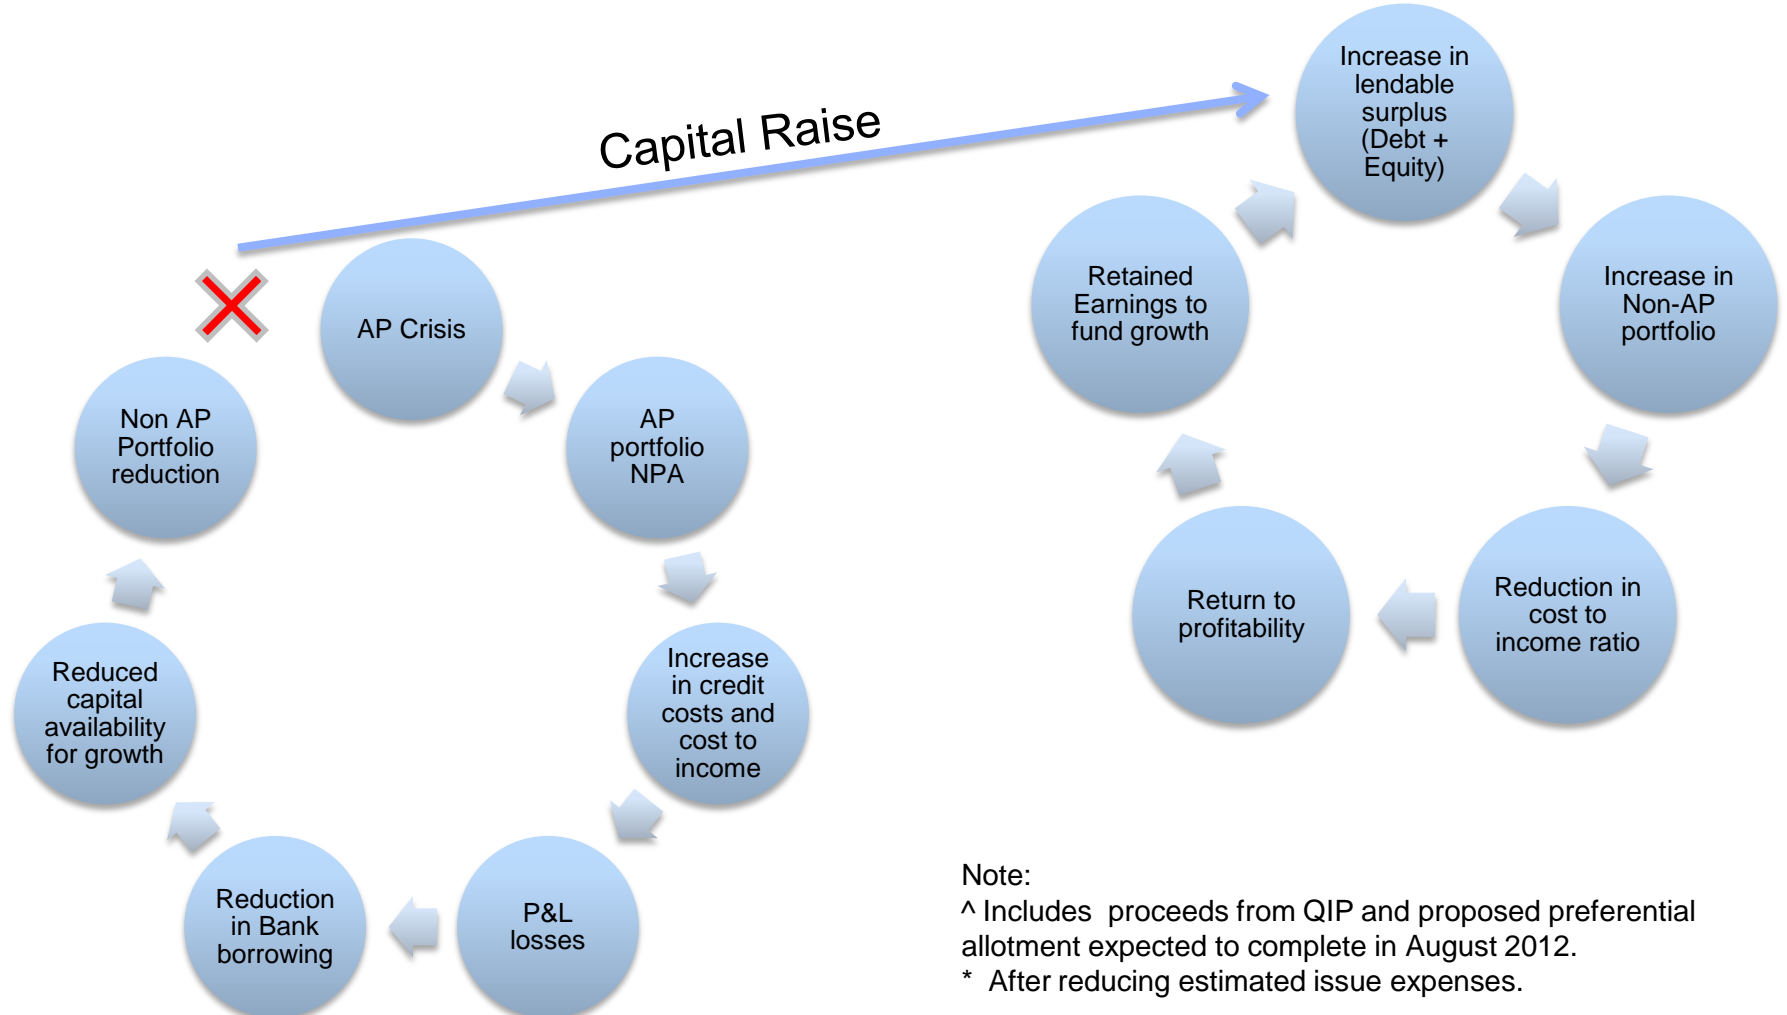 Capital Raise
AP Crisis
AP
portfolio
NPA
Increase
in credit
costs and
cost to
income
P&L
losses
Reduction
in Bank
borrowing
Reduced
capital
availability
for growth
Non AP
Portfolio
reduction
Increase in
lendable
surplus
(Debt +
Equity)
Increase in
Non-AP
portfolio
Reduction in
cost to
income ratio
Return to
profitability
Retained
Earnings to
fund growth
Note:
^ Includes  proceeds from QIP and proposed preferential
allotment expected to complete in August 2012.
*  After reducing estimated issue expenses.